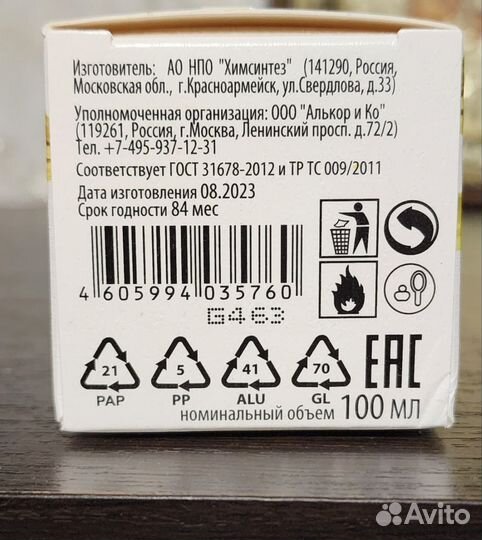 Изготовитель: АО НПО "Химсинтез" (141290, Россия,
Московская обл., г.Красноармейск, ул.Свердлова, д.33)
Уполномоченная организация: ООО "Алькор и Ко"
(119261, Россия, г.Москва, Ленинский просп. д.72/2)
Тел. +7-495-937-12-31
Соответствует ГОСТ 31678-2012 и ТР ТС 009/2011
Дата изготовления 08.2023
Срок годности 84 мес
4 605994 035760
G463
21 5 41 70
PAP PP ALU GL
EAC
номинальный объем 100 мл
Avito